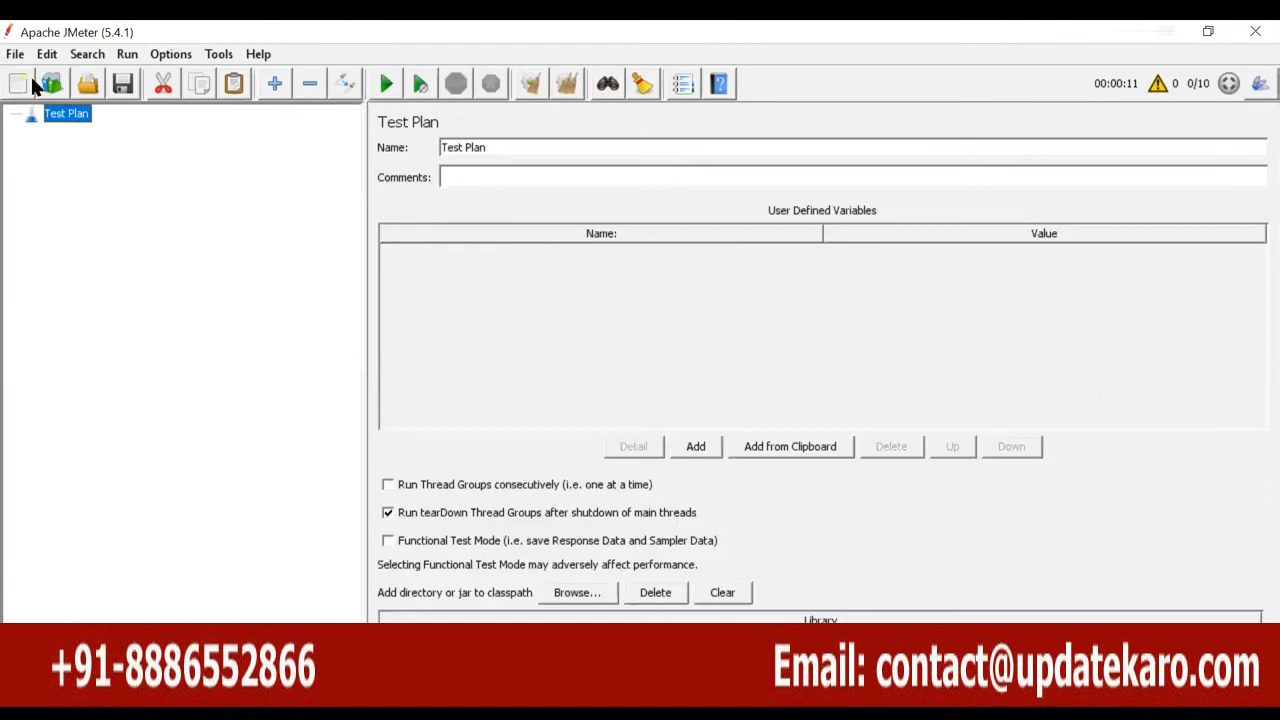 Apache JMeter (5.4.1)
File Edit Search Run Options Tools Help
00:00:11 0 0/10
Test Plan
Test Plan
Name: Test Plan
Comments:
User Defined Variables
Name: Value
Detail Add Add from Clipboard Delete Up Down
Run Thread Groups consecutively (i.e. one at a time)
Run tearDown Thread Groups after shutdown of main threads
Functional Test Mode (i.e. save Response Data and Sampler Data)
Selecting Functional Test Mode may adversely affect performance.
Add directory or jar to classpath Browse... Delete Clear
Library
+91-8886552866 Email: contact@updatekaro.com